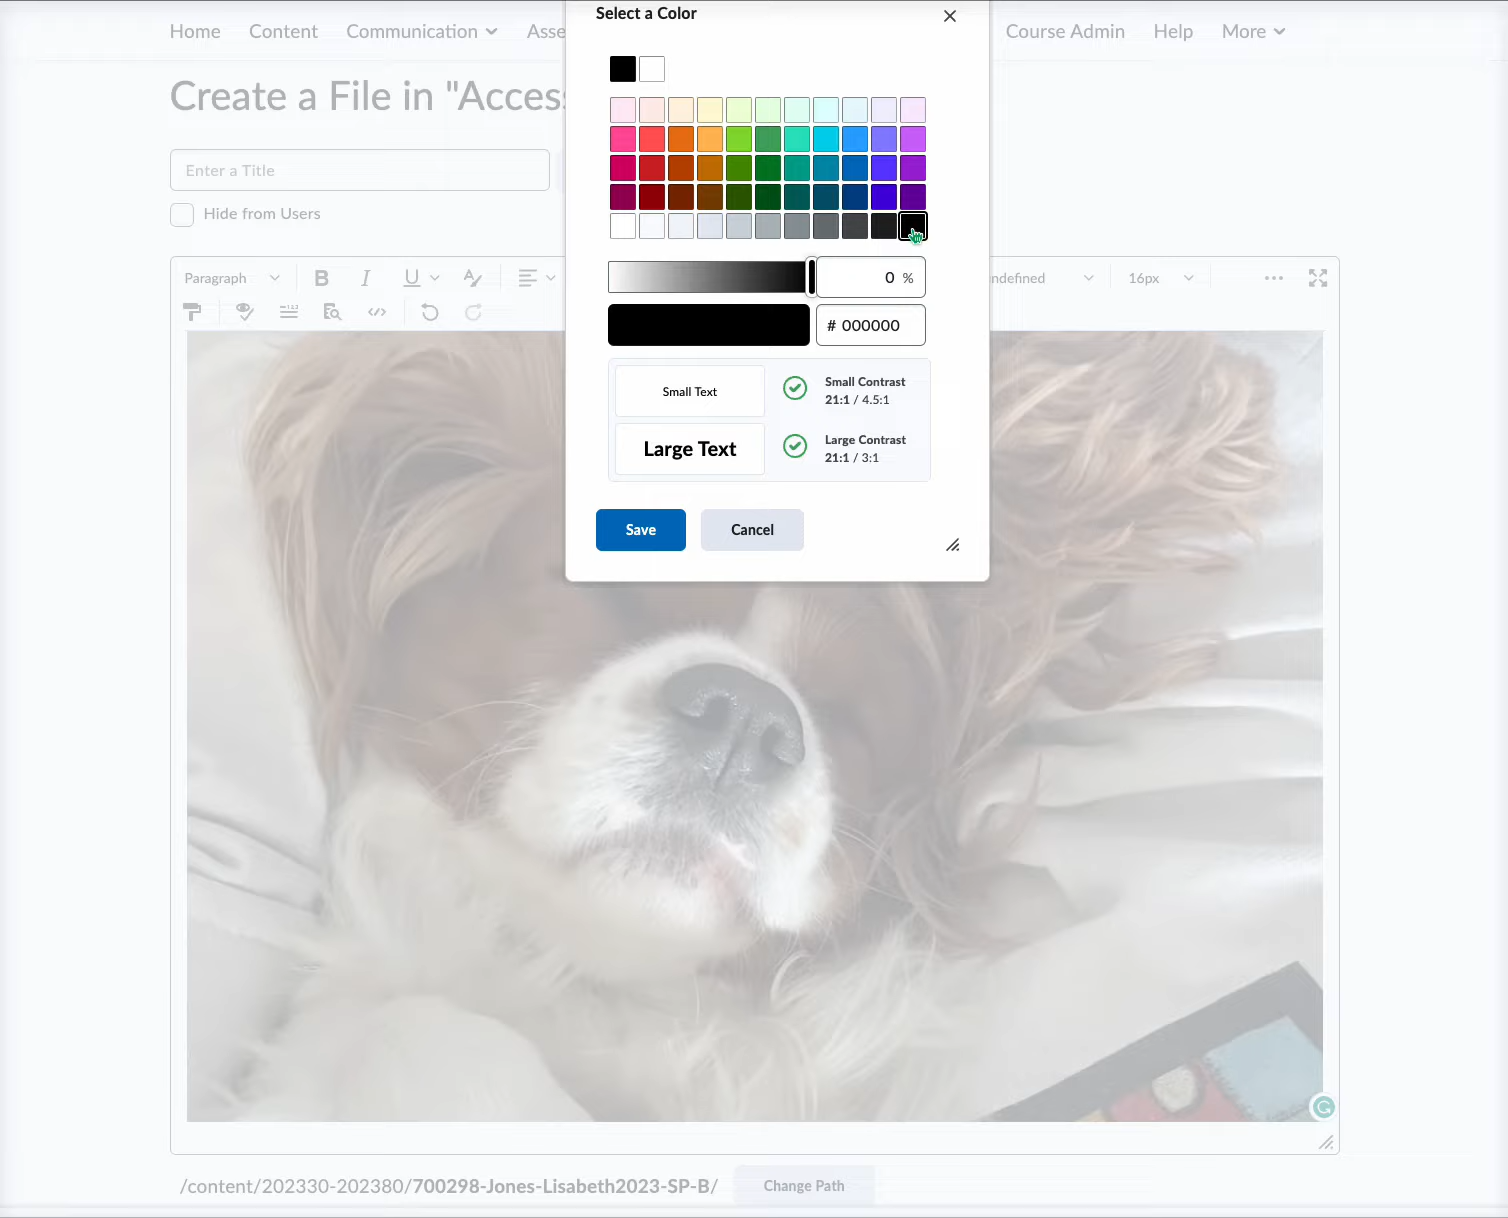 Select a Color
Home Content Communication Asse Course Admin Help More
Create a File in "Access
Enter a Title
Hide from Users
0 %
# 000000
Paragraph B I U A ndefined 16px
Small Text
Small Contrast
21:1 / 4.5:1
Large Text
Large Contrast
21:1 / 3:1
Save Cancel
/content/202330-202380/700298-Jones-Lisabeth2023-SP-B/ Change Path